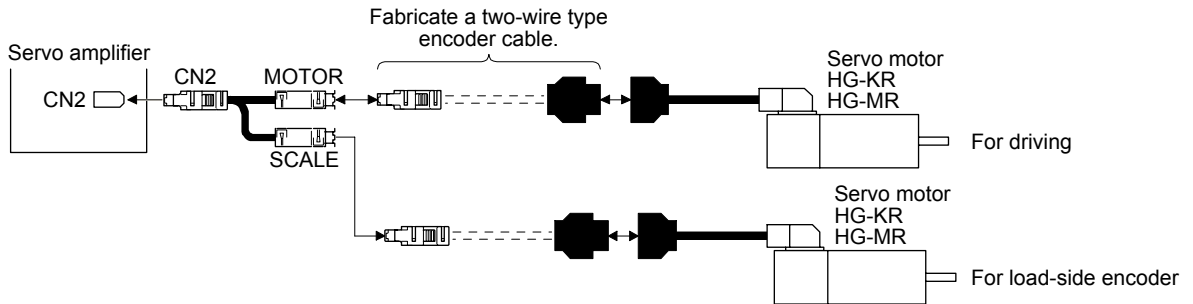 Fabricate a two-wire type
encoder cable.
Servo amplifier
CN2
CN2
MOTOR
SCALE
Servo motor
HG-KR
HG-MR
For driving
Servo motor
HG-KR
HG-MR
For load-side encoder